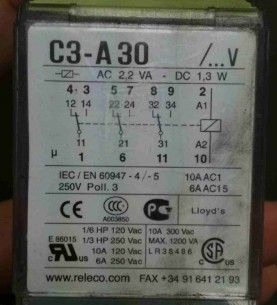 C3-A 30 /...V
AC 2,2 VA - DC 1,3 W
4 3 5 7 8 9 2
12 14 22 24 32 34 A1
11 21 31 A2
µ 1 6 11 10
IEC / EN 60947 -4 /-5 10A AC1
250V Poll. 3 6A AC15
CCC
A603850
Lloyd's
1/6 HP 120 Vac 10A 300 Vac
E 86015 1/3 HP 250 Vac MAX. 1200 VA
10A 120 Vac LR 38486
6A 250 Vac
www.releco.com FAX +34 91 641 21 93